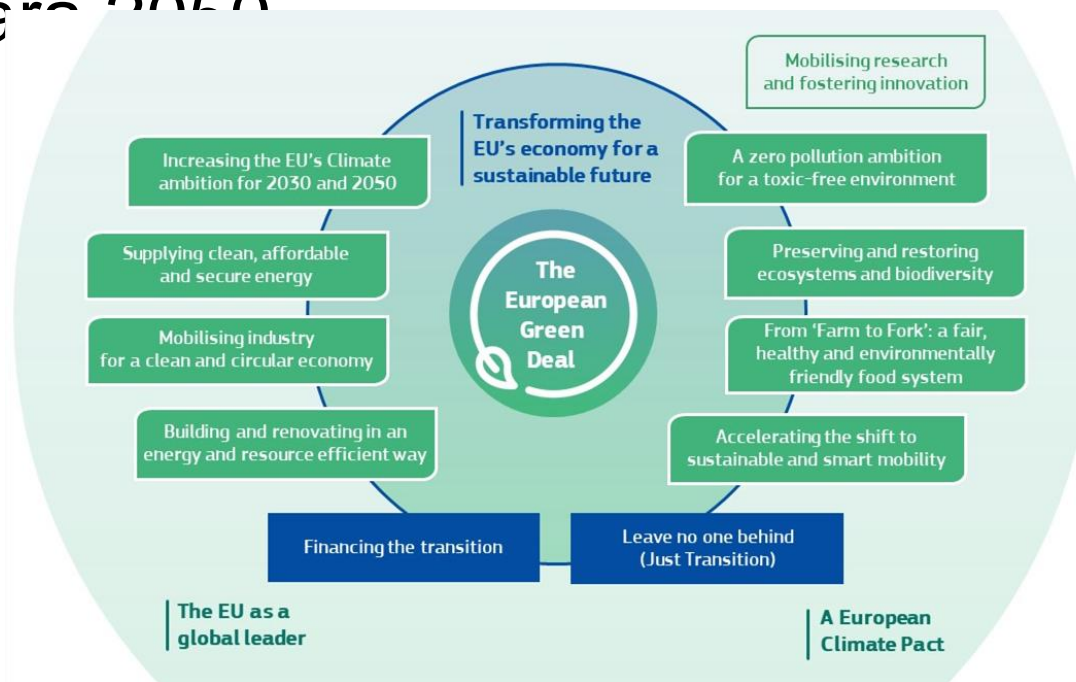 Mobilising research
and fostering innovation
Transforming the
EU's economy for a
sustainable future
Increasing the EU's Climate
ambition for 2030 and 2050
A zero pollution ambition
for a toxic-free environment
Supplying clean, affordable
and secure energy
Preserving and restoring
ecosystems and biodiversity
The
European
Green
Deal
Mobilising industry
for a clean and circular economy
From ‘Farm to Fork’: a fair,
healthy and environmentally
friendly food system
Building and renovating in an
energy and resource efficient way
Accelerating the shift to
sustainable and smart mobility
Financing the transition
Leave no one behind
(Just Transition)
The EU as a
global leader
A European
Climate Pact